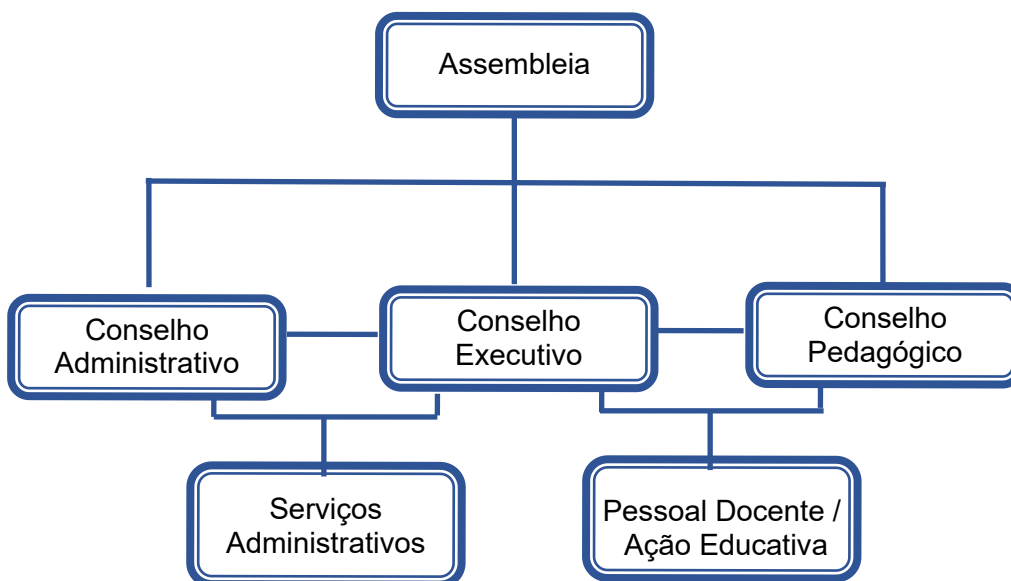 Assembleia
Conselho
Administrativo
Conselho
Executivo
Conselho
Pedagógico
Serviços
Administrativos
Pessoal Docente /
Ação Educativa